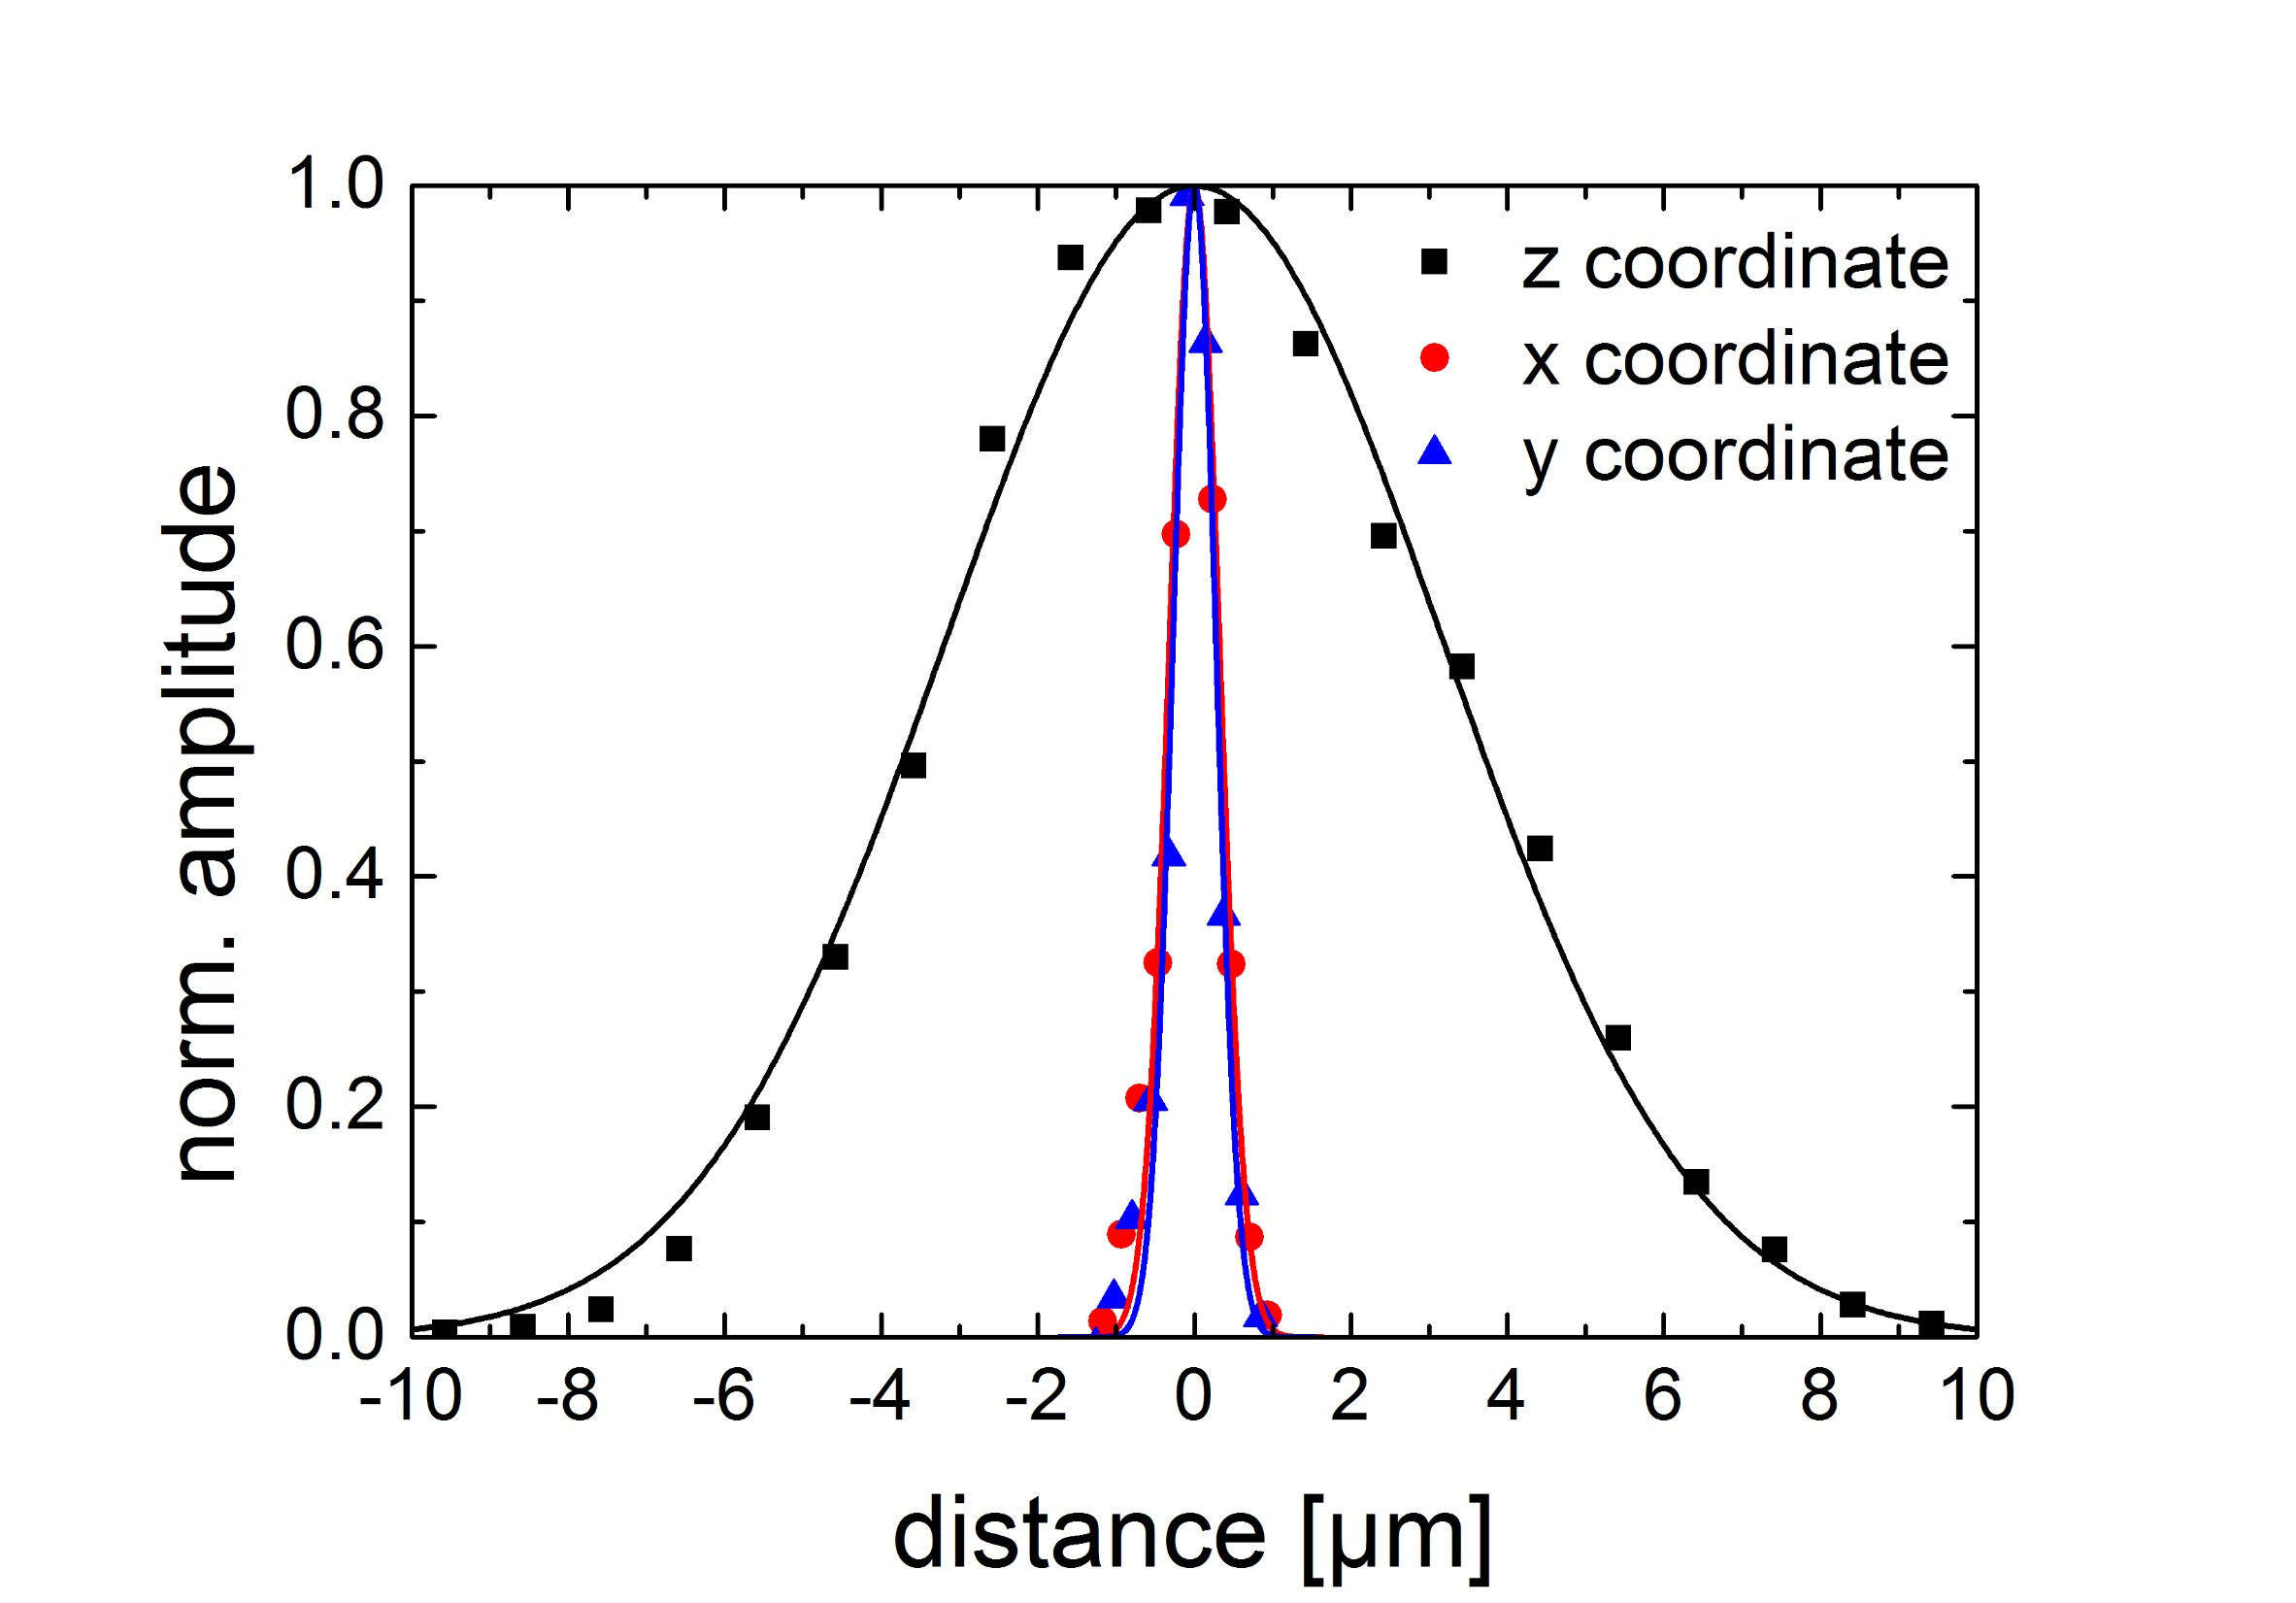 norm. amplitude
1.0
0.8
0.6
0.4
0.2
0.0
z coordinate
x coordinate
y coordinate
-10 -8 -6 -4 -2 0 2 4 6 8 10
distance [µm]